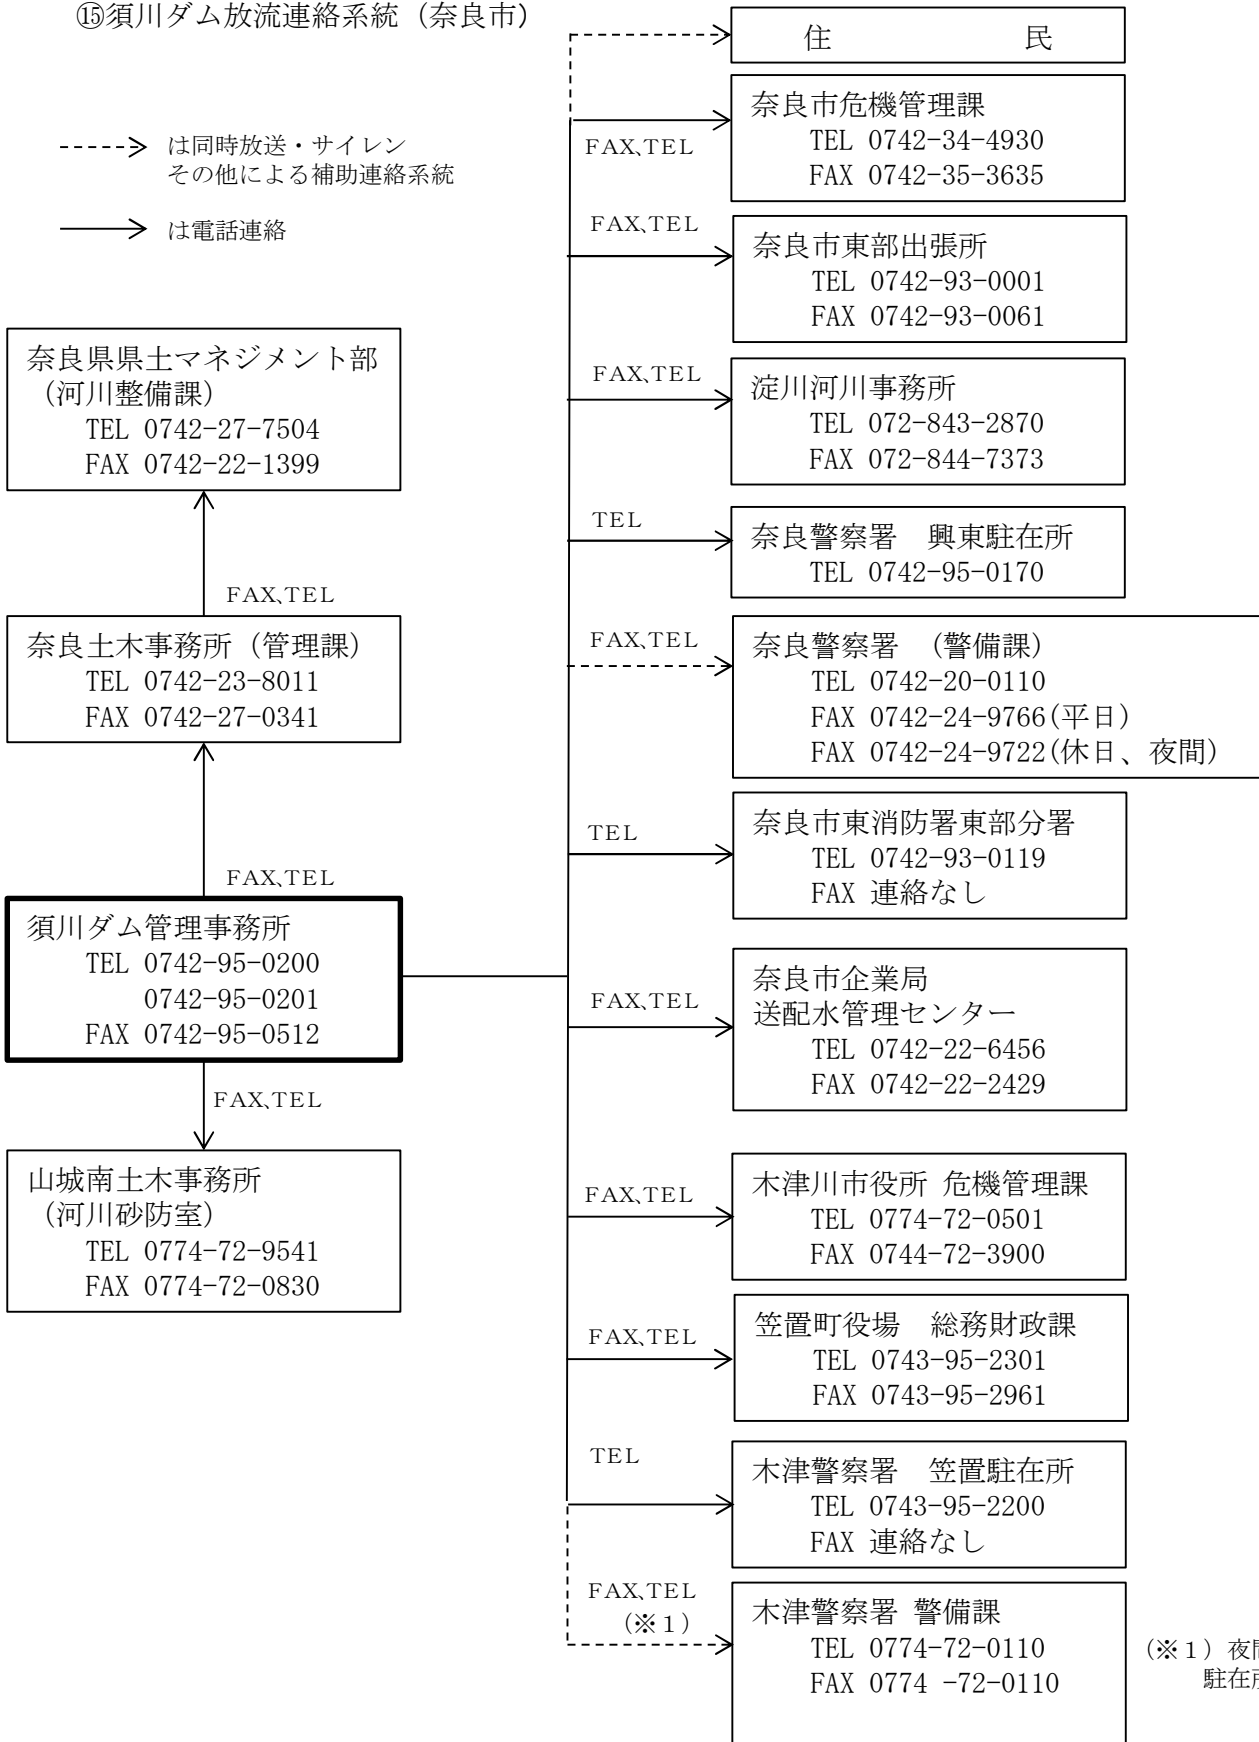 ⑮須川ダム放流連絡系統（奈良市）
は同時放送・サイレン
その他による補助連絡系統
は電話連絡
奈良県県土マネジメント部
（河川整備課）
TEL 0742-27-7504
FAX 0742-22-1399
FAX、TEL
奈良土木事務所（管理課）
TEL 0742-23-8011
FAX 0742-27-0341
FAX、TEL
須川ダム管理事務所
TEL 0742-95-0200
0742-95-0201
FAX 0742-95-0512
FAX、TEL
山城南土木事務所
（河川砂防室）
TEL 0774-72-9541
FAX 0774-72-0830
住　民
FAX、TEL
奈良市危機管理課
TEL 0742-34-4930
FAX 0742-35-3635
FAX、TEL
奈良市東部出張所
TEL 0742-93-0001
FAX 0742-93-0061
FAX、TEL
淀川河川事務所
TEL 072-843-2870
FAX 072-844-7373
TEL
奈良警察署　興東駐在所
TEL 0742-95-0170
FAX、TEL
奈良警察署　（警備課）
TEL 0742-20-0110
FAX 0742-24-9766(平日)
FAX 0742-24-9722(休日、夜間)
TEL
奈良市東消防署東部分署
TEL 0742-93-0119
FAX 連絡なし
FAX、TEL
奈良市企業局
送配水管理センター
TEL 0742-22-6456
FAX 0742-22-2429
FAX、TEL
木津川市役所 危機管理課
TEL 0774-72-0501
FAX 0744-72-3900
FAX、TEL
笠置町役場　総務財政課
TEL 0743-95-2301
FAX 0743-95-2961
TEL
木津警察署　笠置駐在所
TEL 0743-95-2200
FAX 連絡なし
FAX、TEL
（※１）
木津警察署 警備課
TEL 0774-72-0110
FAX 0774 -72-0110
（※１）夜間
駐在所